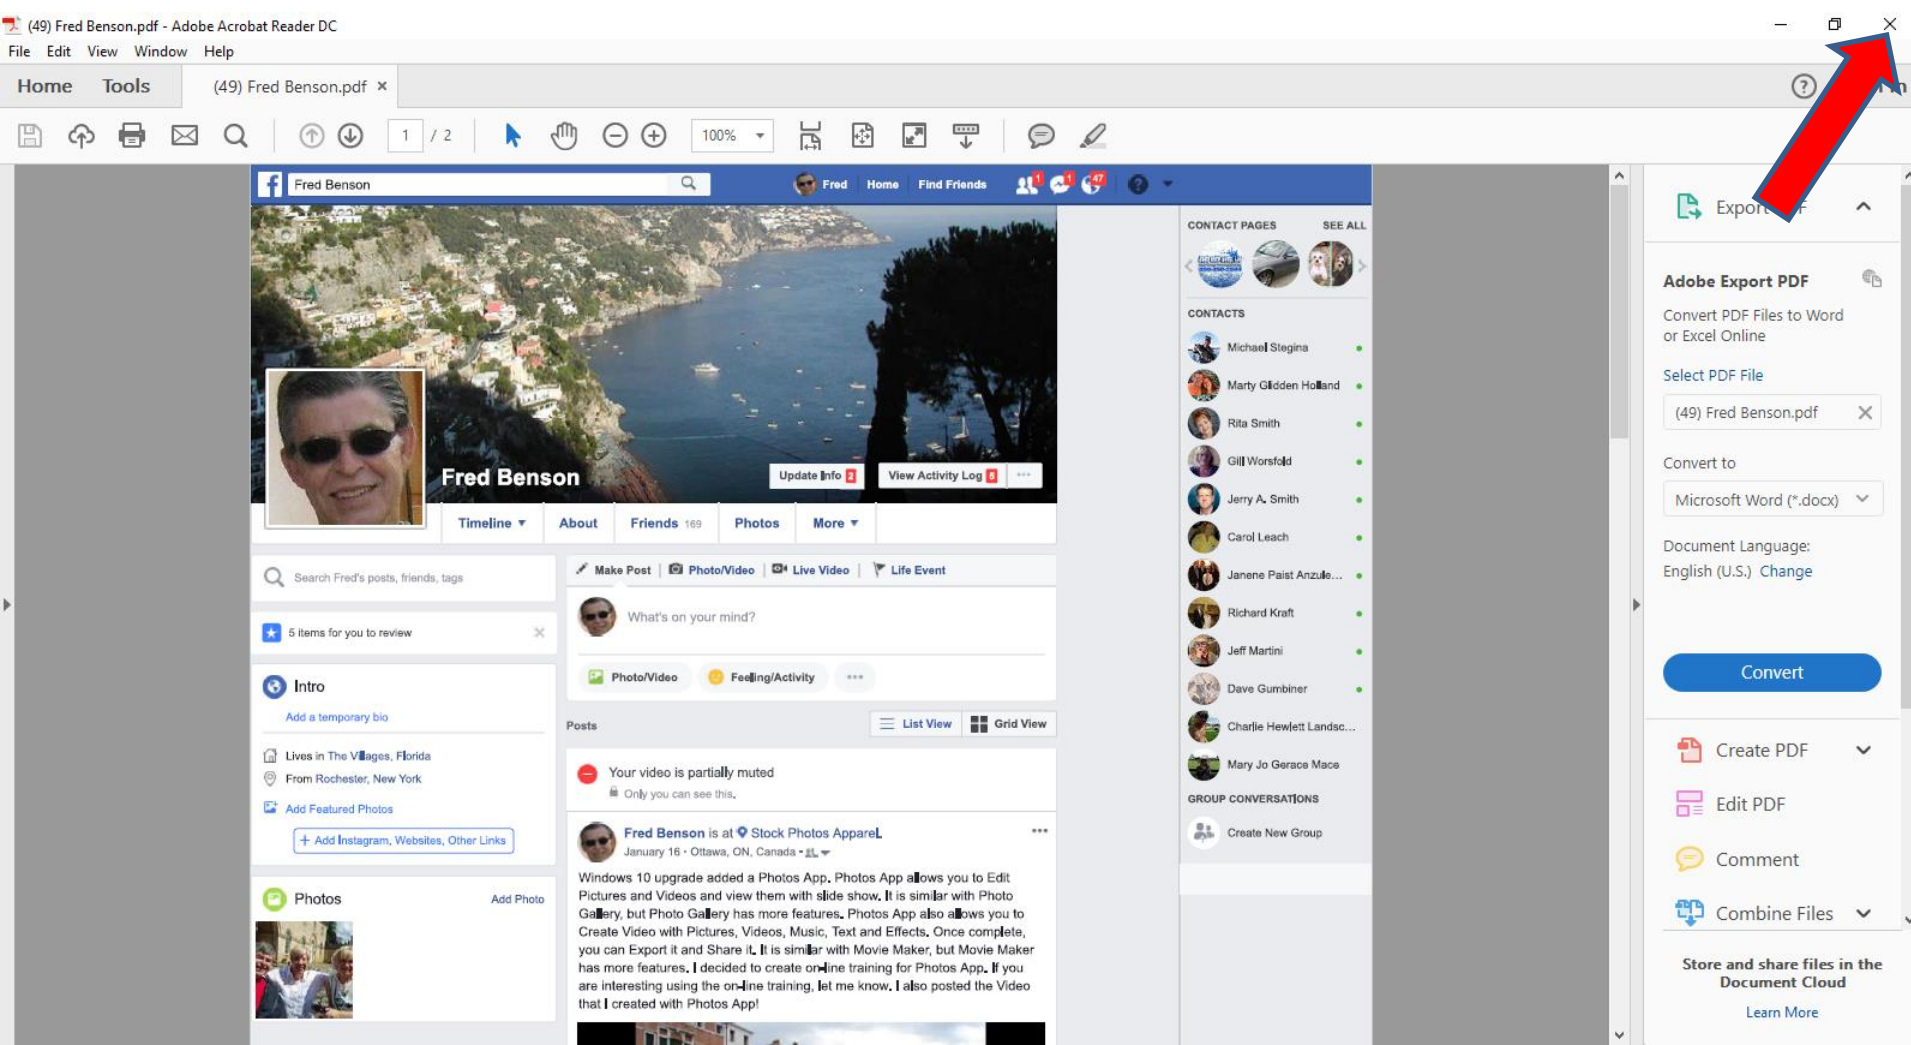 (49) Fred Benson.pdf - Adobe Acrobat Reader DC
File Edit View Window Help
Home Tools (49) Fred Benson.pdf ×
1 / 2 100%
Fred Benson
Fred Home Find Friends 1 1 47
CONTACT PAGES SEE ALL
Fred Benson
Update Info 2
View Activity Log 5
Timeline About Friends 169 Photos More
Search Fred's posts, friends, tags
5 items for you to review
Intro
Add a temporary bio
Lives in The Villages, Florida
From Rochester, New York
Add Featured Photos
+ Add Instagram, Websites, Other Links
Photos Add Photo
Make Post Photo/Video Live Video Life Event
What's on your mind?
Photo/Video Feeling/Activity
Posts List View Grid View
Your video is partially muted
Only you can see this.
Fred Benson is at Stock Photos AppareL
January 16 · Ottawa, ON, Canada ·
Windows 10 upgrade added a Photos App. Photos App allows you to Edit
Pictures and Videos and view them with slide show. It is similar with Photo
Gallery, but Photo Gallery has more features. Photos App also allows you to
Create Video with Pictures, Videos, Music, Text and Effects. Once complete,
you can Export it and Share it. It is similar with Movie Maker, but Movie Maker
has more features. I decided to create on-line training for Photos App. If you
are interesting using the on-line training, let me know. I also posted the Video
that I created with Photos App!
CONTACTS
Michael Stegina
Marty Glidden Holland
Rita Smith
Gill Worsfold
Jerry A. Smith
Carol Leach
Janene Paist Anzule...
Richard Kraft
Jeff Martini
Dave Gumbiner
Charlie Hewlett Landsc...
Mary Jo Gerace Mace
GROUP CONVERSATIONS
Create New Group
Export
Adobe Export PDF
Convert PDF Files to Word
or Excel Online
Select PDF File
(49) Fred Benson.pdf
Convert to
Microsoft Word (*.docx)
Document Language:
English (U.S.) Change
Convert
Create PDF
Edit PDF
Comment
Combine Files
Store and share files in the
Document Cloud
Learn More